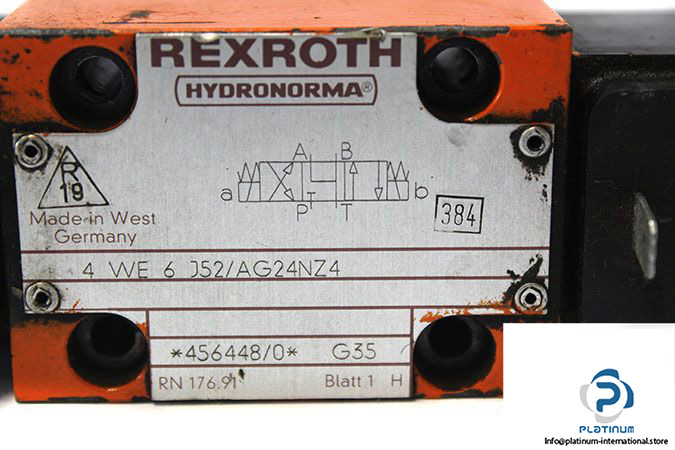 REXROTH
HYDRONORMA®
A B
a b
P T
R
19
384
Made in West
Germany
4 WE 6 J52/AG24NZ4
*456448/0* G35
RN 176.91 Blatt 1 H
PLATINUM
INTERNATIONAL
Info@platinum-international.store